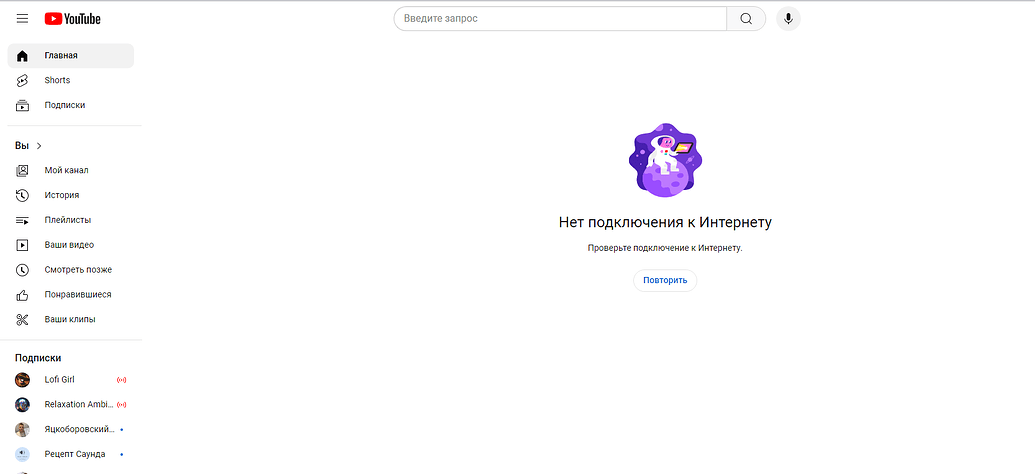 YouTube
Введите запрос
Главная
Shorts
Подписки
Вы
Мой канал
История
Плейлисты
Ваши видео
Смотреть позже
Понравившиеся
Ваши клипы
Подписки
Lofi Girl
Relaxation Ambi...
Яцкоборовский...
Рецепт Саунда
Нет подключения к Интернету
Проверьте подключение к Интернету.
Повторить